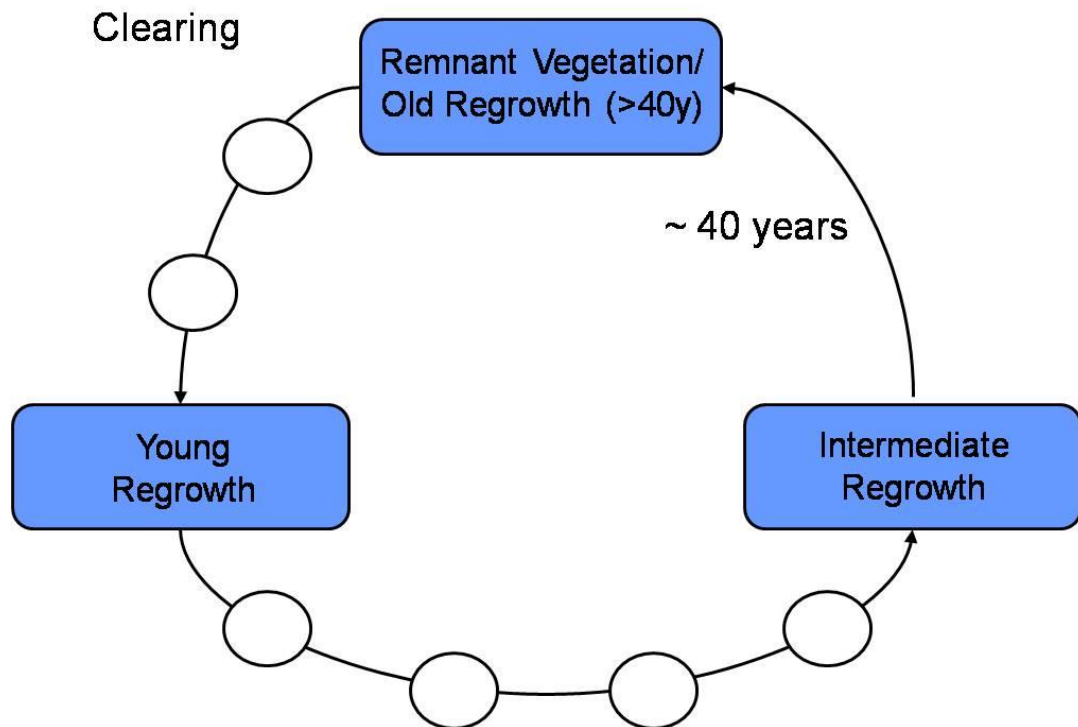 Clearing
Remnant Vegetation/
Old Regrowth (>40y)
~ 40 years
Young
Regrowth
Intermediate
Regrowth